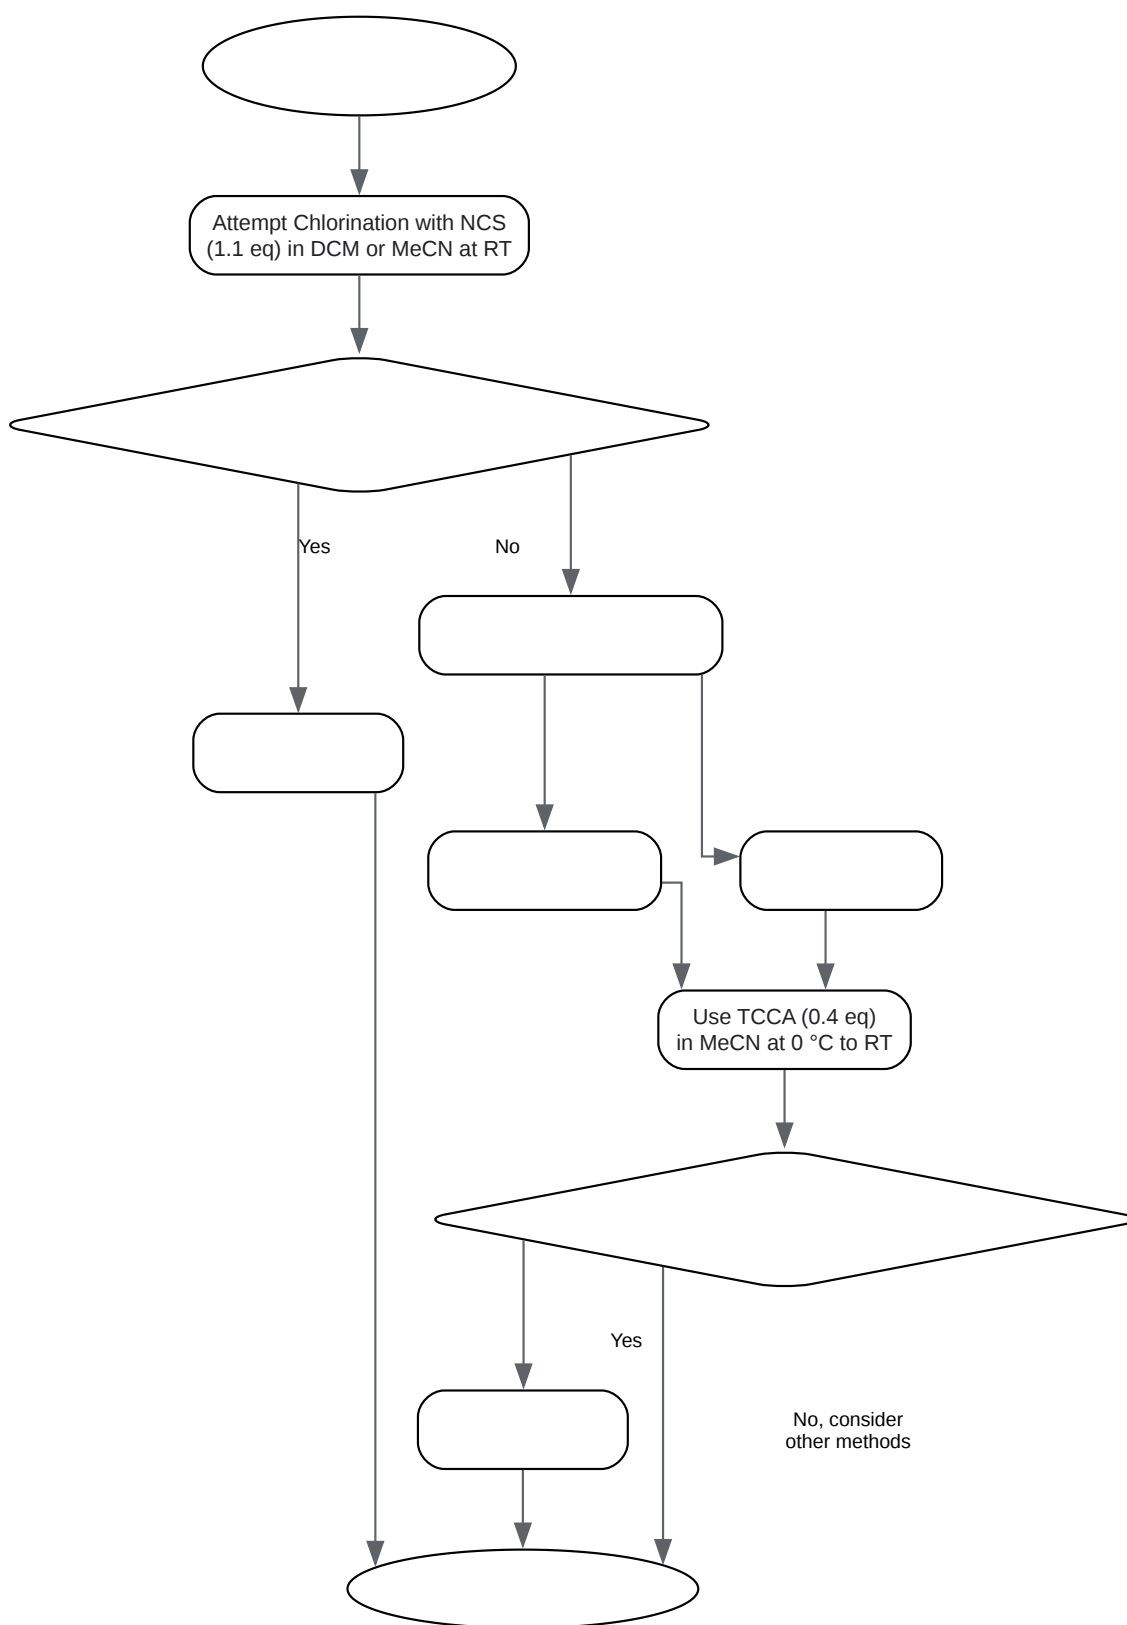 Attempt Chlorination with NCS
(1.1 eq) in DCM or MeCN at RT
Yes
No
Use TCCA (0.4 eq)
in MeCN at 0 °C to RT
Yes
No, consider
other methods